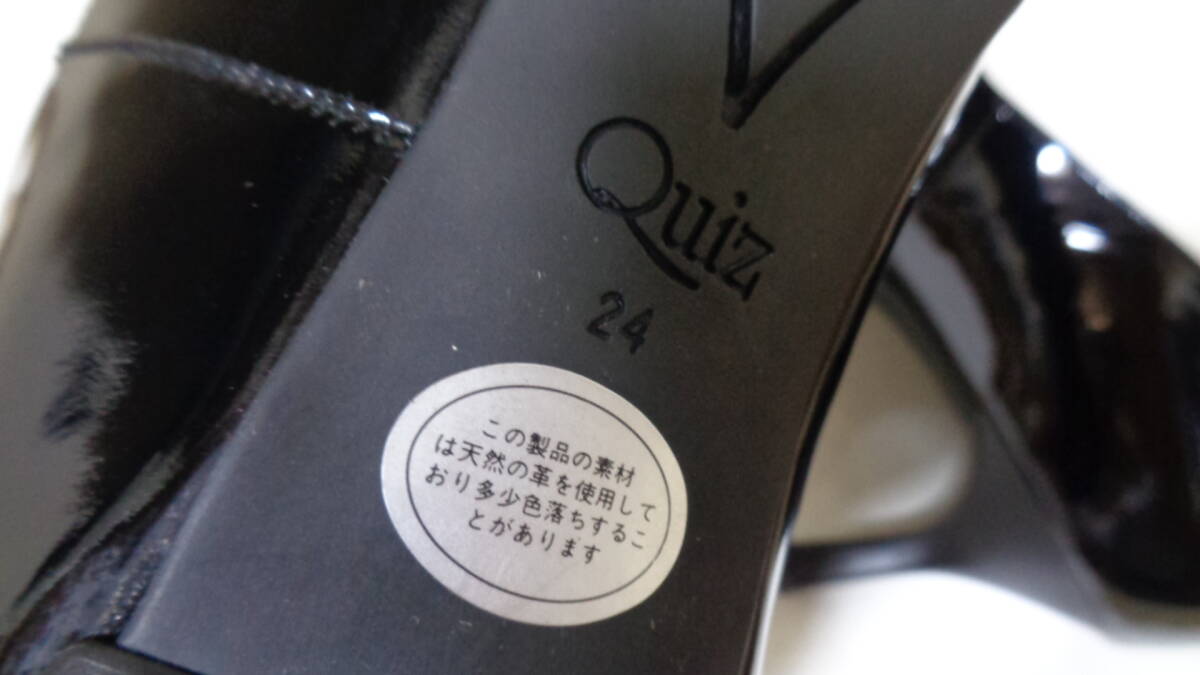 Quiz
24
この製品の素材
は天然の革を使用して
おり多少色落ちするこ
とがあります